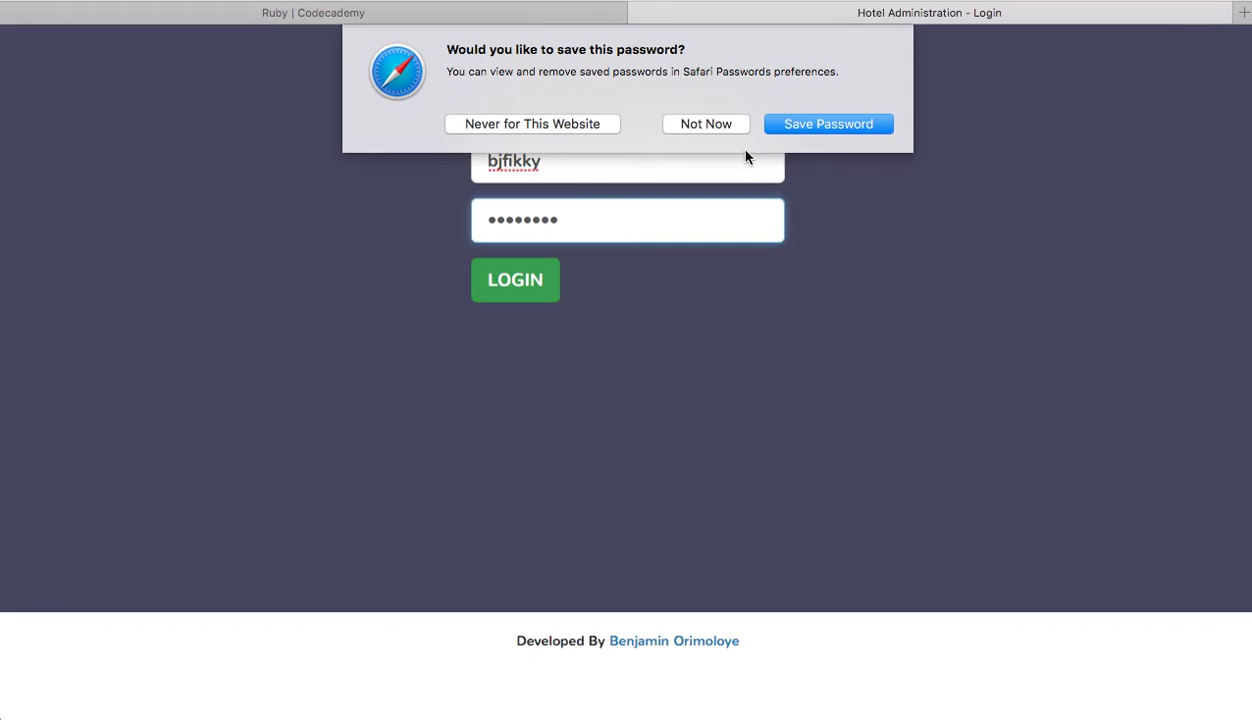 Ruby | Codecademy
Hotel Administration - Login
Would you like to save this password?
You can view and remove saved passwords in Safari Passwords preferences.
Never for This Website
Not Now
Save Password
bjfikky
••••••••
LOGIN
Developed By Benjamin Orimoloye